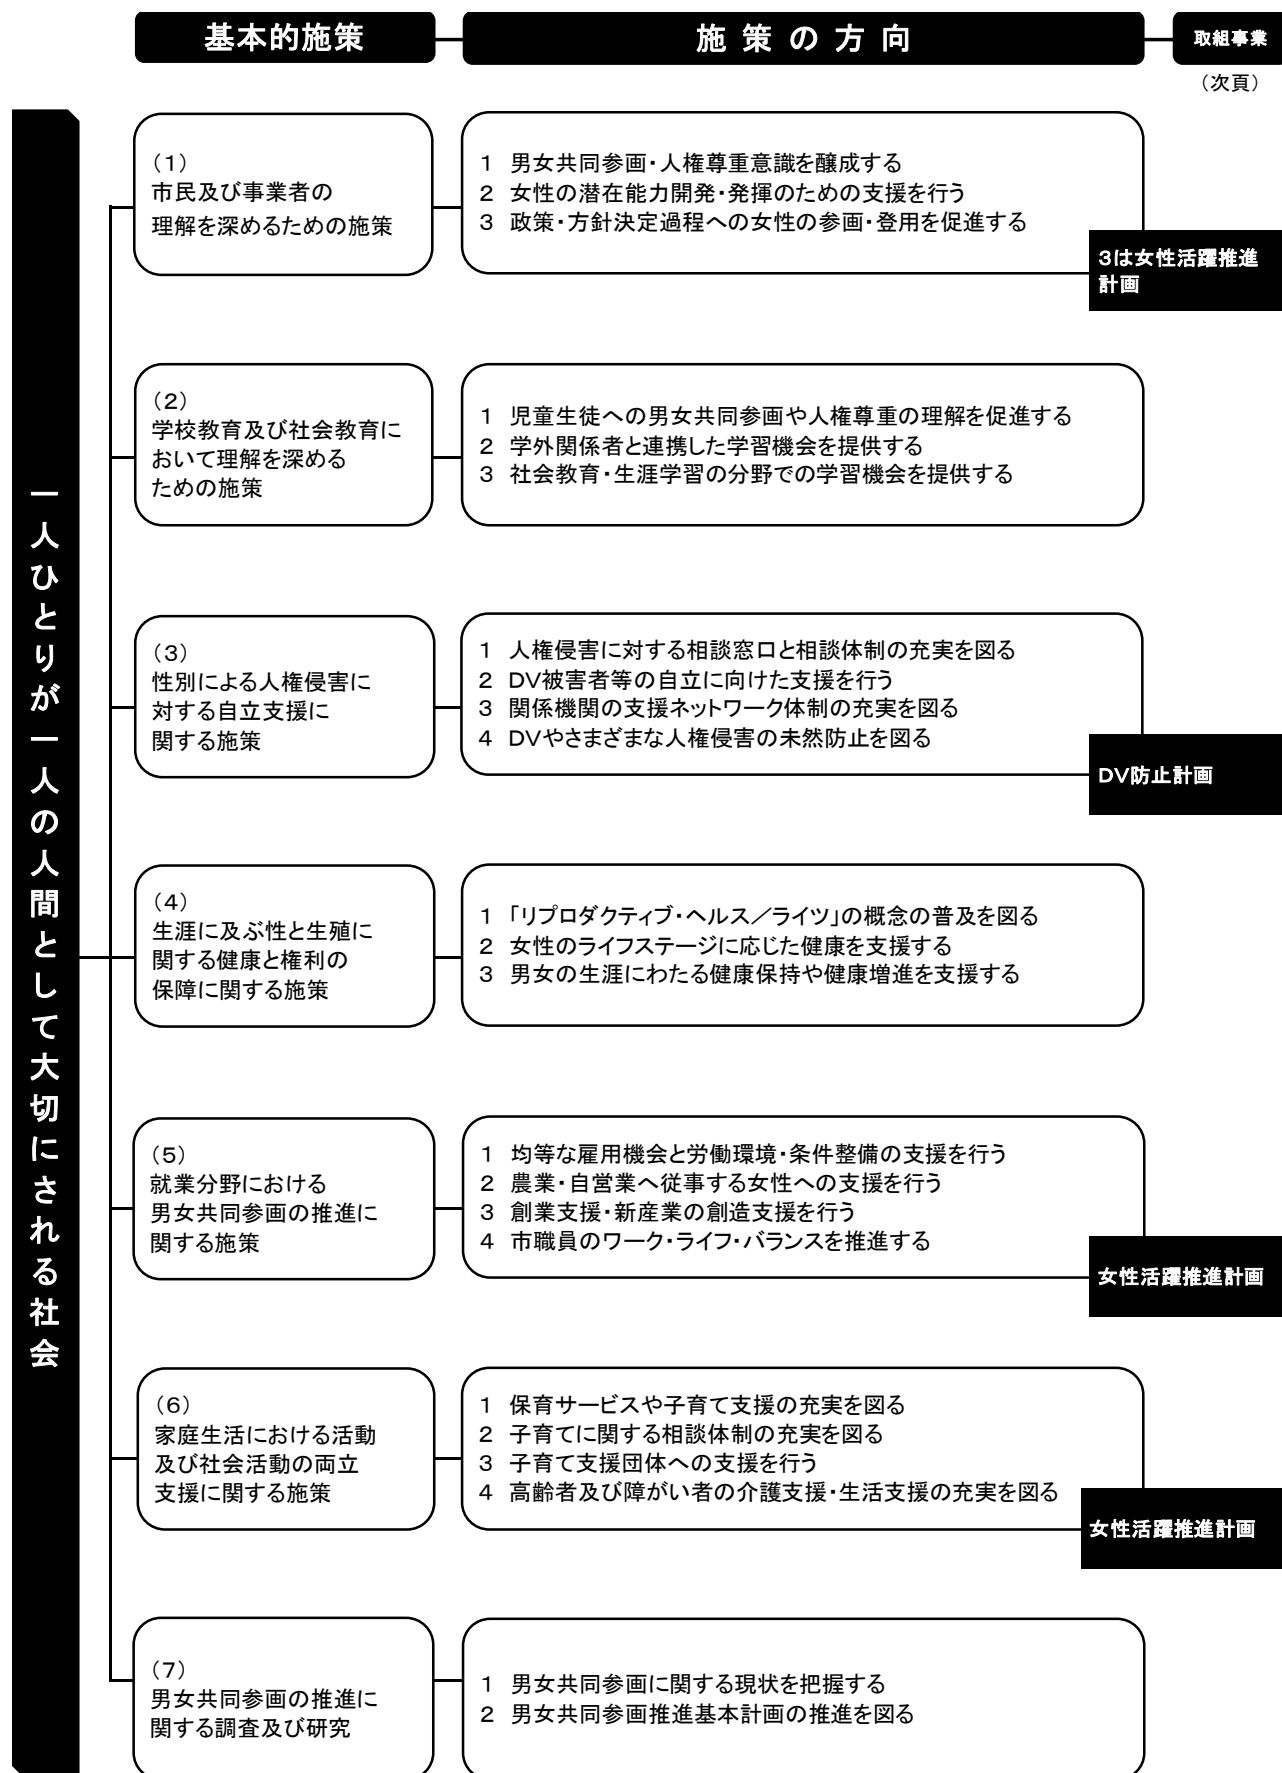 基本的施策
施策の方向
取組事業
(次頁)
一人ひとりが一人の人間として大切にされる社会
(1)
市民及び事業者の
理解を深めるための施策
1 男女共同参画・人権尊重意識を醸成する
2 女性の潜在能力開発・発揮のための支援を行う
3 政策・方針決定過程への女性の参画・登用を促進する
3は女性活躍推進
計画
(2)
学校教育及び社会教育に
おいて理解を深める
ための施策
1 児童生徒への男女共同参画や人権尊重の理解を促進する
2 学外関係者と連携した学習機会を提供する
3 社会教育・生涯学習の分野での学習機会を提供する
(3)
性別による人権侵害に
対する自立支援に
関する施策
1 人権侵害に対する相談窓口と相談体制の充実を図る
2 DV被害者等の自立に向けた支援を行う
3 関係機関の支援ネットワーク体制の充実を図る
4 DVやさまざまな人権侵害の未然防止を図る
DV防止計画
(4)
生涯に及ぶ性と生殖に
関する健康と権利の
保障に関する施策
1 「リプロダクティブ・ヘルス/ライツ」の概念の普及を図る
2 女性のライフステージに応じた健康を支援する
3 男女の生涯にわたる健康保持や健康増進を支援する
(5)
就業分野における
男女共同参画の推進に
関する施策
1 均等な雇用機会と労働環境・条件整備の支援を行う
2 農業・自営業へ従事する女性への支援を行う
3 創業支援・新産業の創造支援を行う
4 市職員のワーク・ライフ・バランスを推進する
女性活躍推進計画
(6)
家庭生活における活動
及び社会活動の両立
支援に関する施策
1 保育サービスや子育て支援の充実を図る
2 子育てに関する相談体制の充実を図る
3 子育て支援団体への支援を行う
4 高齢者及び障がい者の介護支援・生活支援の充実を図る
女性活躍推進計画
(7)
男女共同参画の推進に
関する調査及び研究
1 男女共同参画に関する現状を把握する
2 男女共同参画推進基本計画の推進を図る